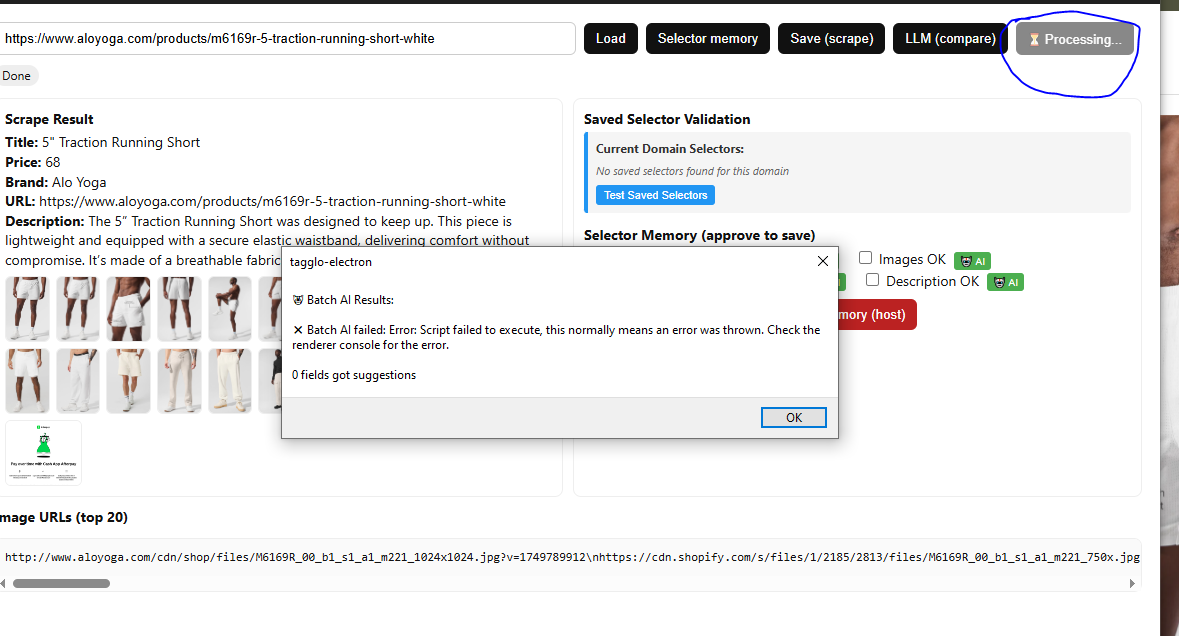 https://www.aloyoga.com/products/m6169r-5-traction-running-short-white
Load
Selector memory
Save (scrape)
LLM (compare)
⏳ Processing...
Done
Scrape Result
Title: 5" Traction Running Short
Price: 68
Brand: Alo Yoga
URL: https://www.aloyoga.com/products/m6169r-5-traction-running-short-white
Description: The 5” Traction Running Short was designed to keep up. This piece is
lightweight and equipped with a secure elastic waistband, delivering comfort without
compromise. It’s made of a breathable fabric
Saved Selector Validation
Current Domain Selectors:
No saved selectors found for this domain
Test Saved Selectors
Selector Memory (approve to save)
Images OK
AI
Description OK
AI
mory (host)
tagglo-electron
Batch AI Results:
❌ Batch AI failed: Error: Script failed to execute, this normally means an error was thrown. Check the
renderer console for the error.
0 fields got suggestions
OK
Pay over time with Cash App Afterpay
mage URLs (top 20)
http://www.aloyoga.com/cdn/shop/files/M6169R_00_b1_s1_a1_m221_1024x1024.jpg?v=1749789912\nhttps://cdn.shopify.com/s/files/1/2185/2813/files/M6169R_00_b1_s1_a1_m221_750x.jpg